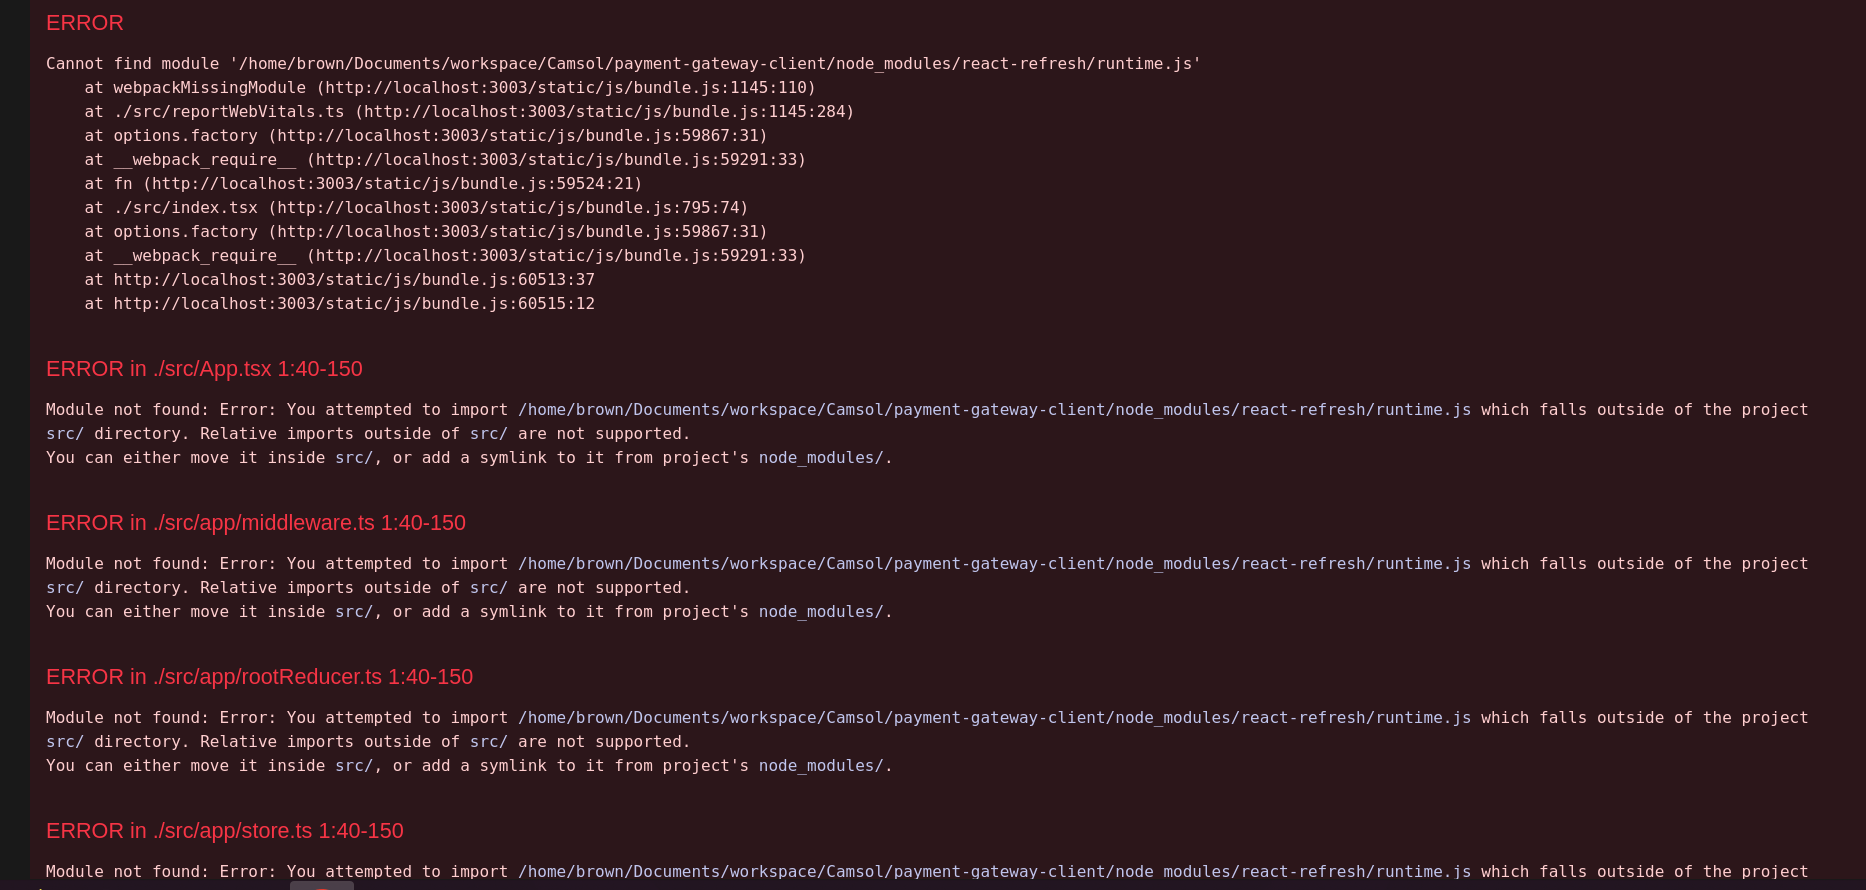 ERROR
Cannot find module '/home/brown/Documents/workspace/Camsol/payment-gateway-client/node_modules/react-refresh/runtime.js'
    at webpackMissingModule (http://localhost:3003/static/js/bundle.js:1145:110)
    at ./src/reportWebVitals.ts (http://localhost:3003/static/js/bundle.js:1145:284)
    at options.factory (http://localhost:3003/static/js/bundle.js:59867:31)
    at __webpack_require__ (http://localhost:3003/static/js/bundle.js:59291:33)
    at fn (http://localhost:3003/static/js/bundle.js:59524:21)
    at ./src/index.tsx (http://localhost:3003/static/js/bundle.js:795:74)
    at options.factory (http://localhost:3003/static/js/bundle.js:59867:31)
    at __webpack_require__ (http://localhost:3003/static/js/bundle.js:59291:33)
    at http://localhost:3003/static/js/bundle.js:60513:37
    at http://localhost:3003/static/js/bundle.js:60515:12
ERROR in ./src/App.tsx 1:40-150
Module not found: Error: You attempted to import /home/brown/Documents/workspace/Camsol/payment-gateway-client/node_modules/react-refresh/runtime.js which falls outside of the project
src/ directory. Relative imports outside of src/ are not supported.
You can either move it inside src/, or add a symlink to it from project's node_modules/.
ERROR in ./src/app/middleware.ts 1:40-150
Module not found: Error: You attempted to import /home/brown/Documents/workspace/Camsol/payment-gateway-client/node_modules/react-refresh/runtime.js which falls outside of the project
src/ directory. Relative imports outside of src/ are not supported.
You can either move it inside src/, or add a symlink to it from project's node_modules/.
ERROR in ./src/app/rootReducer.ts 1:40-150
Module not found: Error: You attempted to import /home/brown/Documents/workspace/Camsol/payment-gateway-client/node_modules/react-refresh/runtime.js which falls outside of the project
src/ directory. Relative imports outside of src/ are not supported.
You can either move it inside src/, or add a symlink to it from project's node_modules/.
ERROR in ./src/app/store.ts 1:40-150
Module not found: Error: You attempted to import /home/brown/Documents/workspace/Camsol/payment-gateway-client/node_modules/react-refresh/runtime.js which falls outside of the project